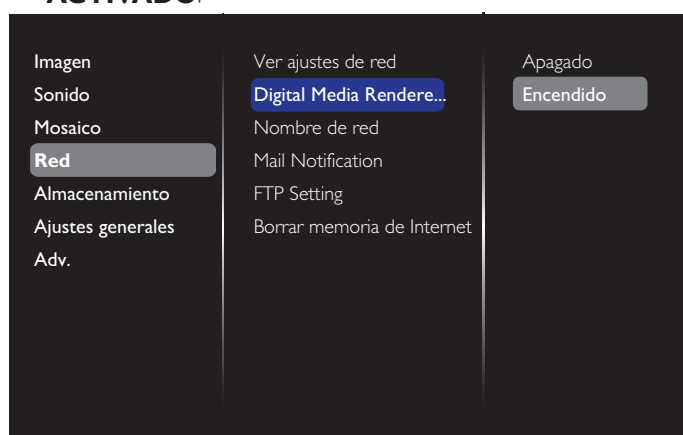 ACTIVADO.
Imagen
Sonido
Mosaico
Red
Almacenamiento
Ajustes generales
Adv.
Ver ajustes de red
Digital Media Rendere...
Nombre de red
Mail Notification
FTP Setting
Borrar memoria de Internet
Apagado
Encendido